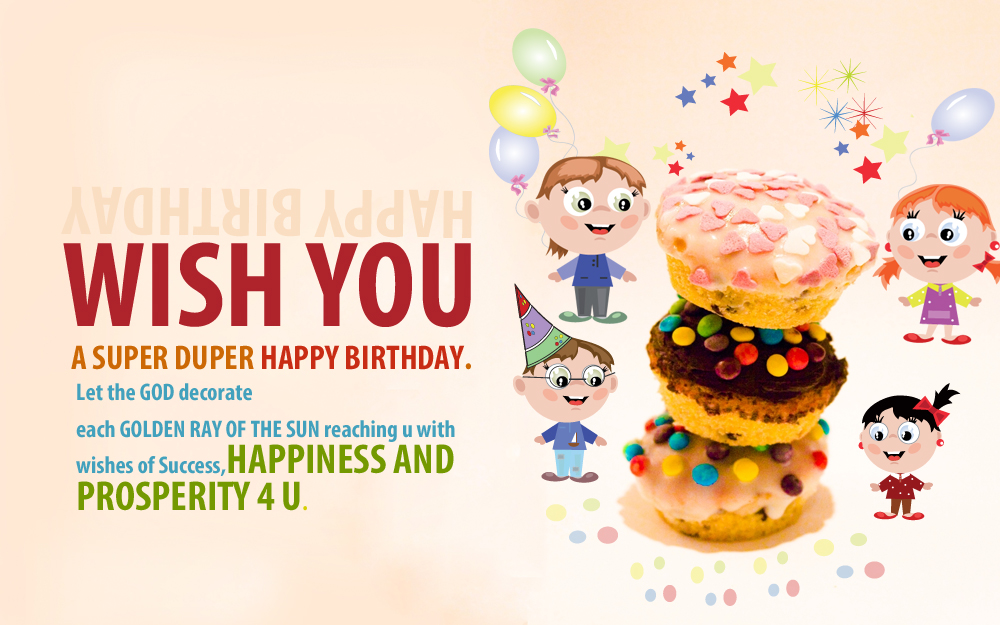 HAPPY BIRTHDAY
WISH YOU
A SUPER DUPER HAPPY BIRTHDAY.
Let the GOD decorate
each GOLDEN RAY OF THE SUN reaching u with
wishes of Success,HAPPINESS AND
PROSPERITY 4 U.